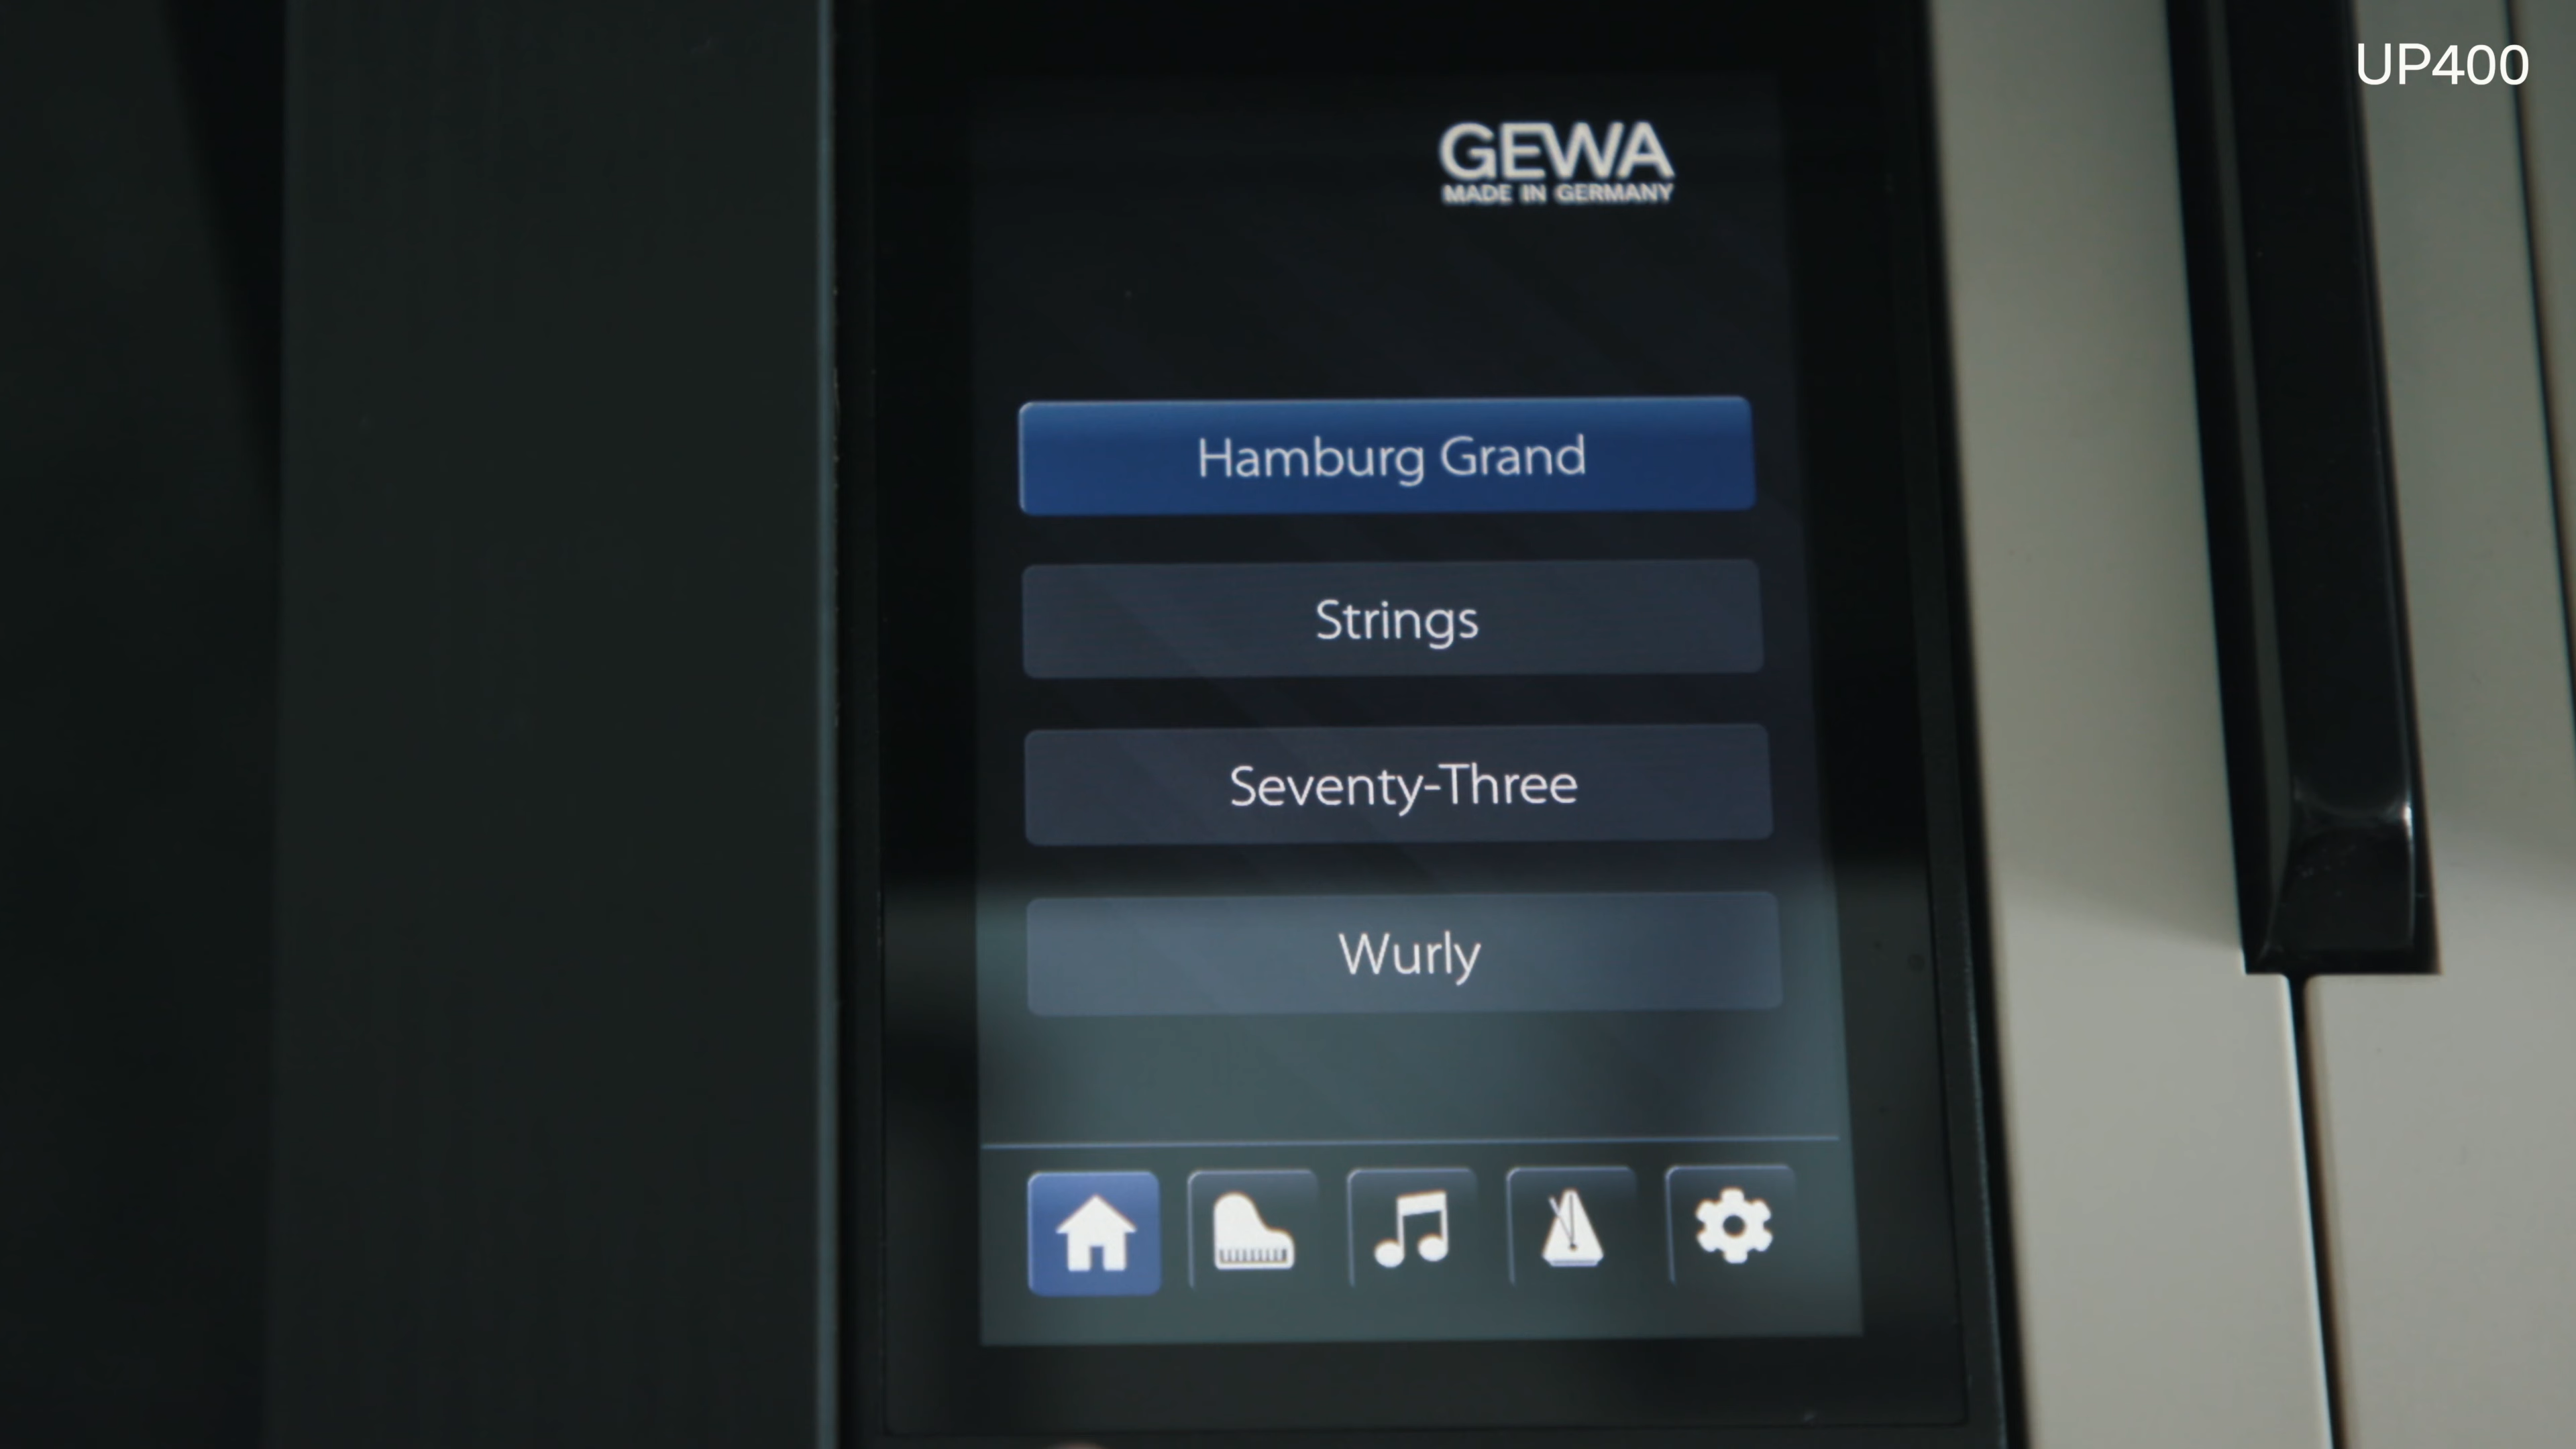 UP400
GEWA
MADE IN GERMANY
Hamburg Grand
Strings
Seventy-Three
Wurly